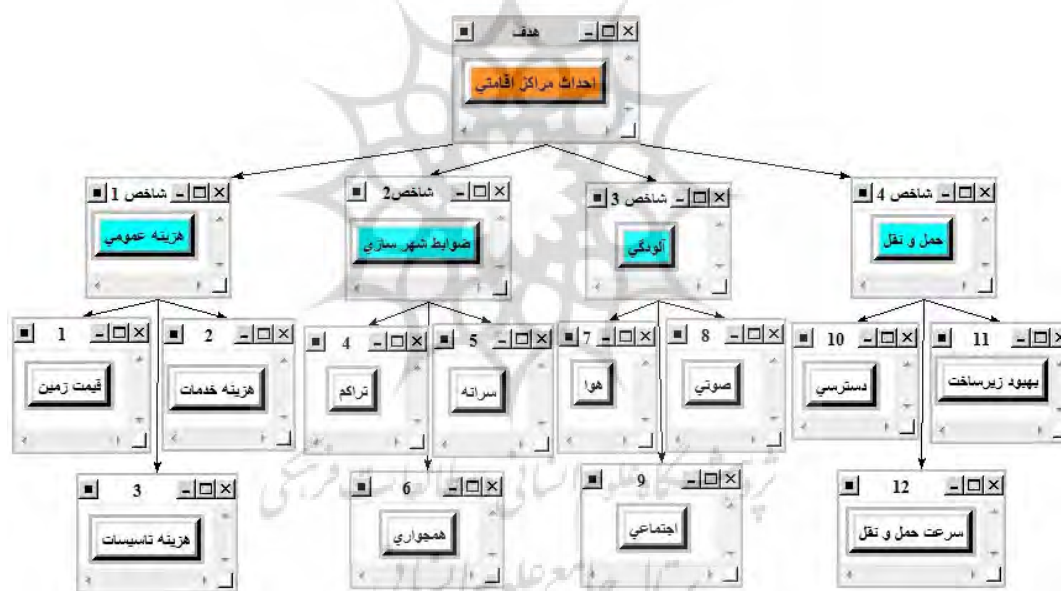 هدف
احداث مراكز اقامتي
شاخص 1
هزينه عمومي
شاخص2
ضوابط شهر سازي
شاخص 3
آلودگي
شاخص 4
حمل و نقل
1
قيمت زمين
2
هزينه خدمات
3
هزينه تاسيسات
4
تراكم
5
سرانه
6
همجواري
7
هوا
8
صوتي
9
اجتماعي
10
دسترسي
11
بهبود زيرساخت
12
سرعت حمل و نقل